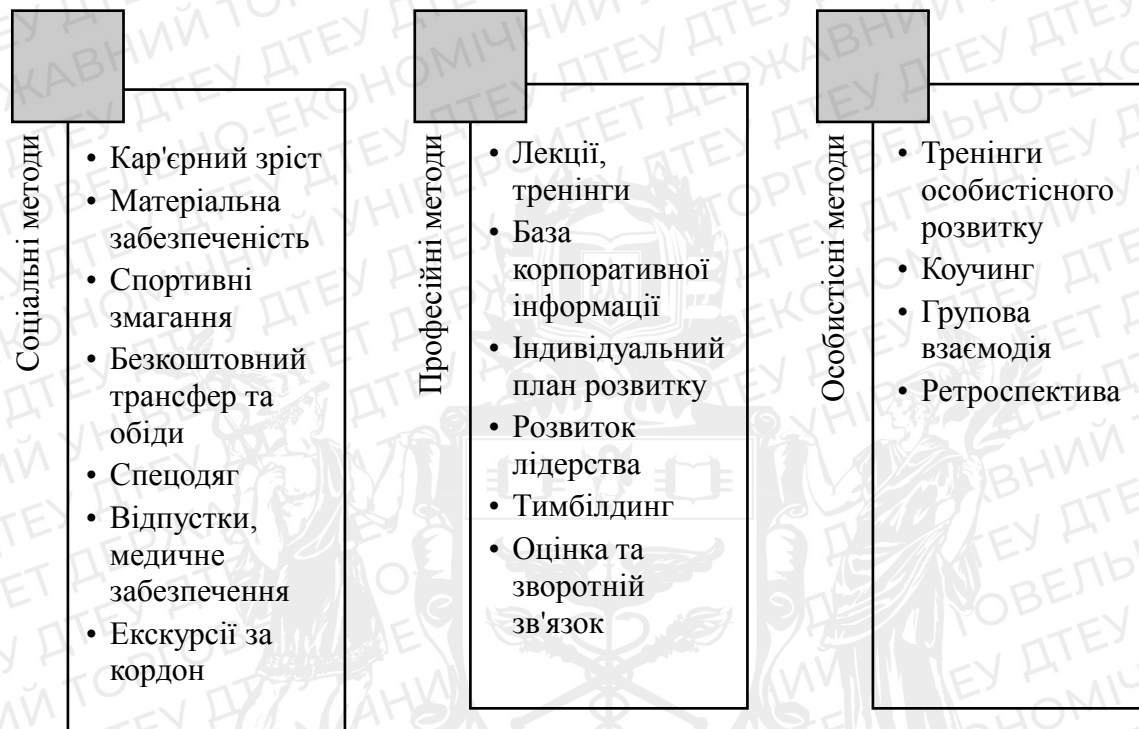 Соціальні методи
• Кар'єрний зріст
• Матеріальна
забезпеченість
• Спортивні
змагання
• Безкоштовний
трансфер та
обіди
• Спецодяг
• Відпустки,
медичне
забезпечення
• Екскурсії за
кордон
Професійні методи
• Лекції,
тренінги
• База
корпоративної
інформації
• Індивідуальний
план розвитку
• Розвиток
лідерства
• Тимбілдинг
• Оцінка та
зворотній
зв'язок
Особистісні методи
• Тренінги
особистісного
розвитку
• Коучинг
• Групова
взаємодія
• Ретроспектива